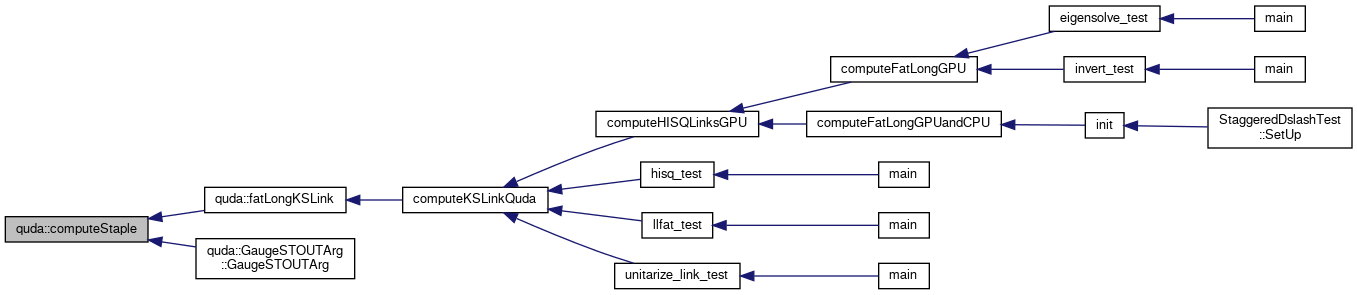 eigensolve_test
main
computeFatLongGPU
invert_test
main
computeHISQLinksGPU
computeFatLongGPUandCPU
init
StaggeredDslashTest
::SetUp
hisq_test
main
quda::fatLongKSLink
computeKSLinkQuda
quda::computeStaple
llfat_test
main
quda::GaugeSTOUTArg
::GaugeSTOUTArg
unitarize_link_test
main